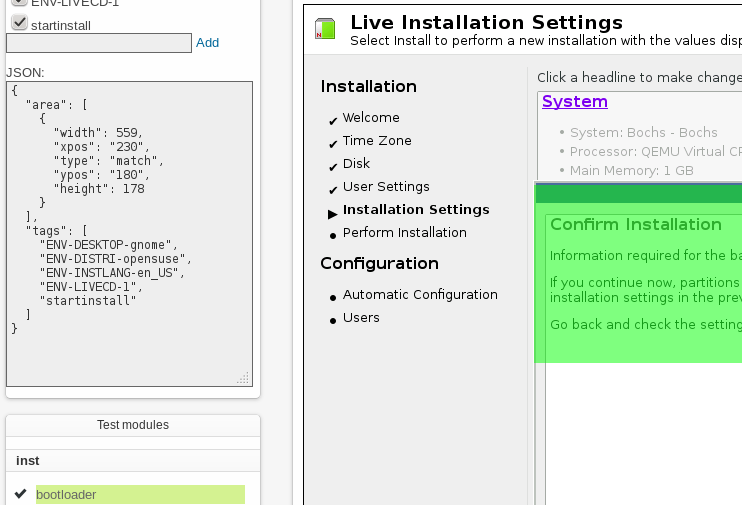 ENV-LIVECD-1
startinstall
Add
JSON:
{
"area": [
{
"width": 559,
"xpos": "230",
"type": "match",
"ypos": "180",
"height": 178
}
],
"tags": [
"ENV-DESKTOP-gnome",
"ENV-DISTRI-opensuse",
"ENV-INSTLANG-en_US",
"ENV-LIVECD-1",
"startinstall"
]
}
Test modules
inst
bootloader
Live Installation Settings
Select Install to perform a new installation with the values disp
Installation
Welcome
Time Zone
Disk
User Settings
Installation Settings
Perform Installation
Configuration
Automatic Configuration
Users
Click a headline to make change
System
• System: Bochs - Bochs
• Processor: QEMU Virtual CP
• Main Memory: 1 GB
Confirm Installation
Information required for the ba
If you continue now, partitions
installation settings in the prev
Go back and check the setting